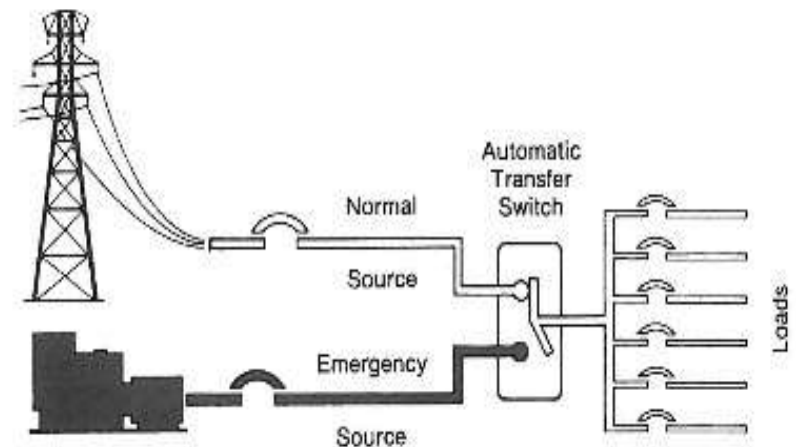 Automatic
Transfer
Switch
Normal
Source
Emergency
Source
Loads